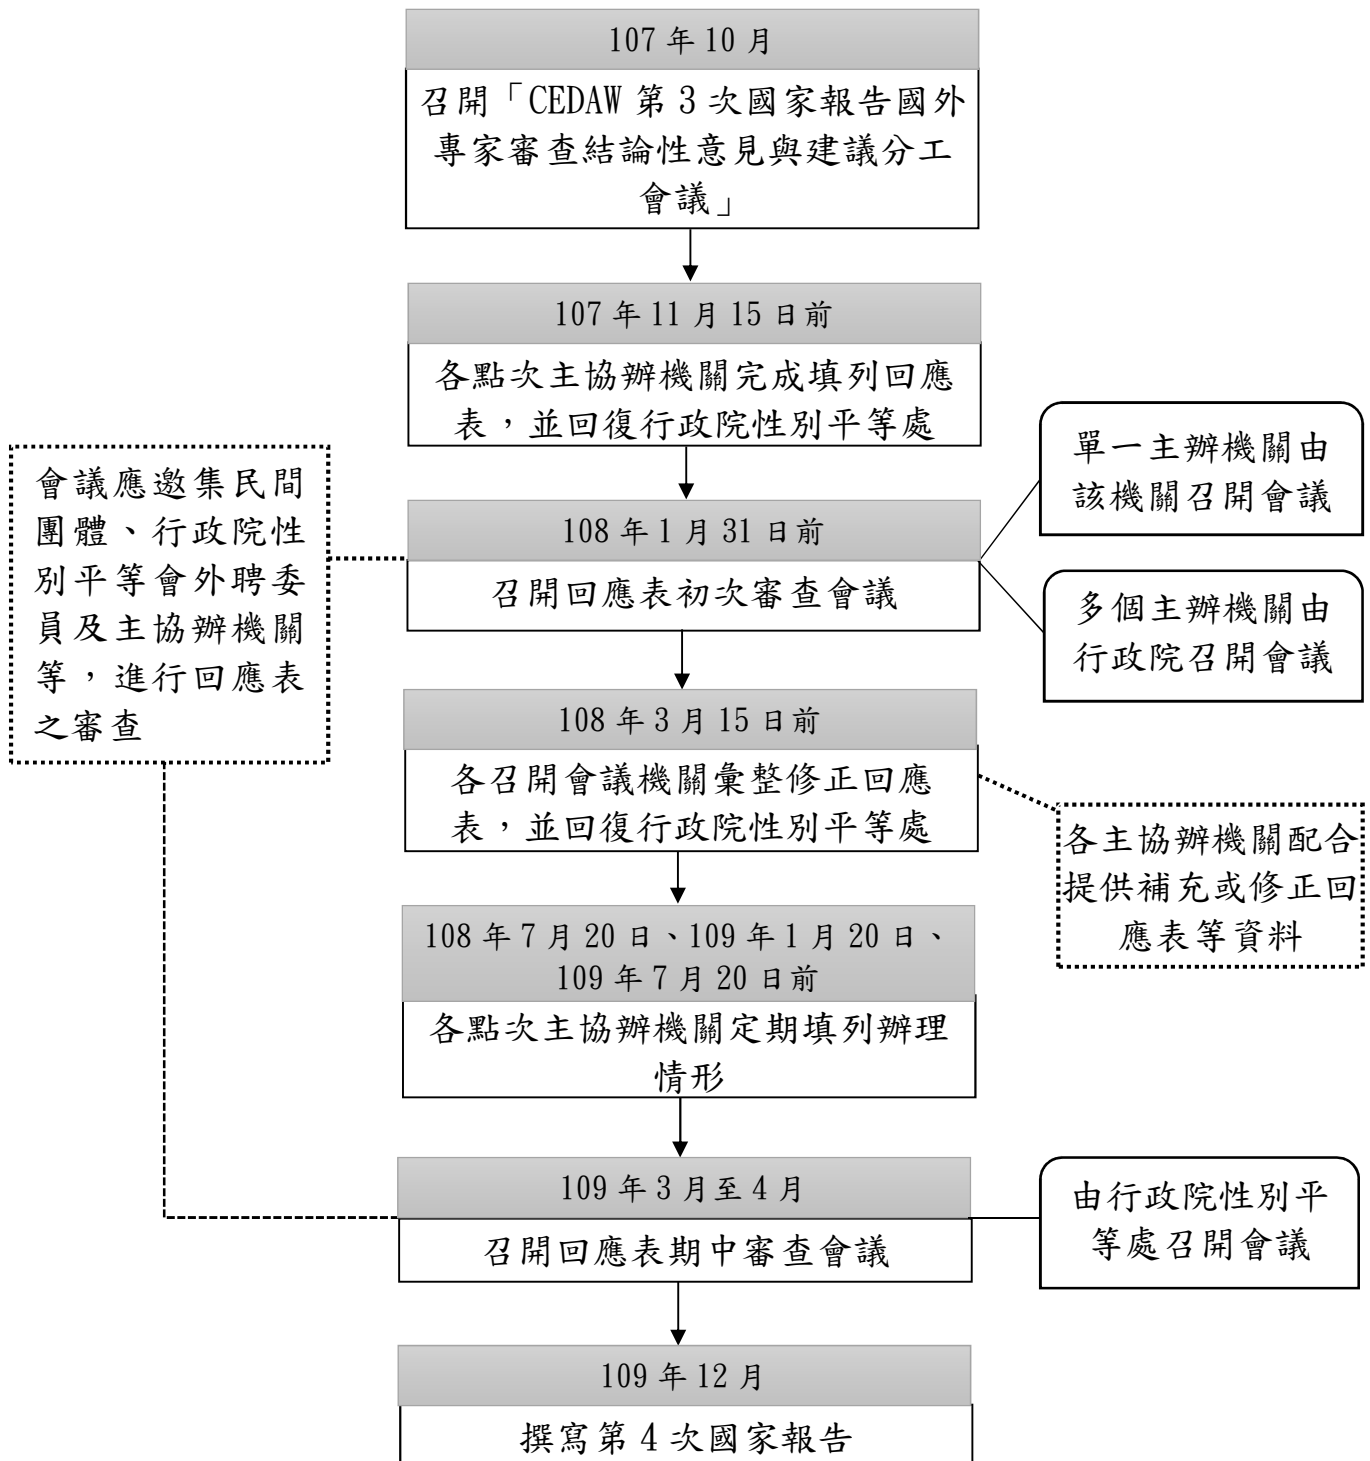 107 年 10 月
召開「CEDAW 第 3 次國家報告國外
專家審查結論性意見與建議分工
會議」
107 年 11 月 15 日前
各點次主協辦機關完成填列回應
表，並回復行政院性別平等處
單一主辦機關由
該機關召開會議
會議應邀集民間
團體、行政院性
別平等會外聘委
員及主協辦機關
等，進行回應表
之審查
108 年 1 月 31 日前
召開回應表初次審查會議
多個主辦機關由
行政院召開會議
108 年 3 月 15 日前
各召開會議機關彙整修正回應
表，並回復行政院性別平等處
各主協辦機關配合
提供補充或修正回
應表等資料
108 年 7 月 20 日、109 年 1 月 20 日、
109 年 7 月 20 日前
各點次主協辦機關定期填列辦理
情形
109 年 3 月至 4 月
召開回應表期中審查會議
由行政院性別平
等處召開會議
109 年 12 月
撰寫第 4 次國家報告